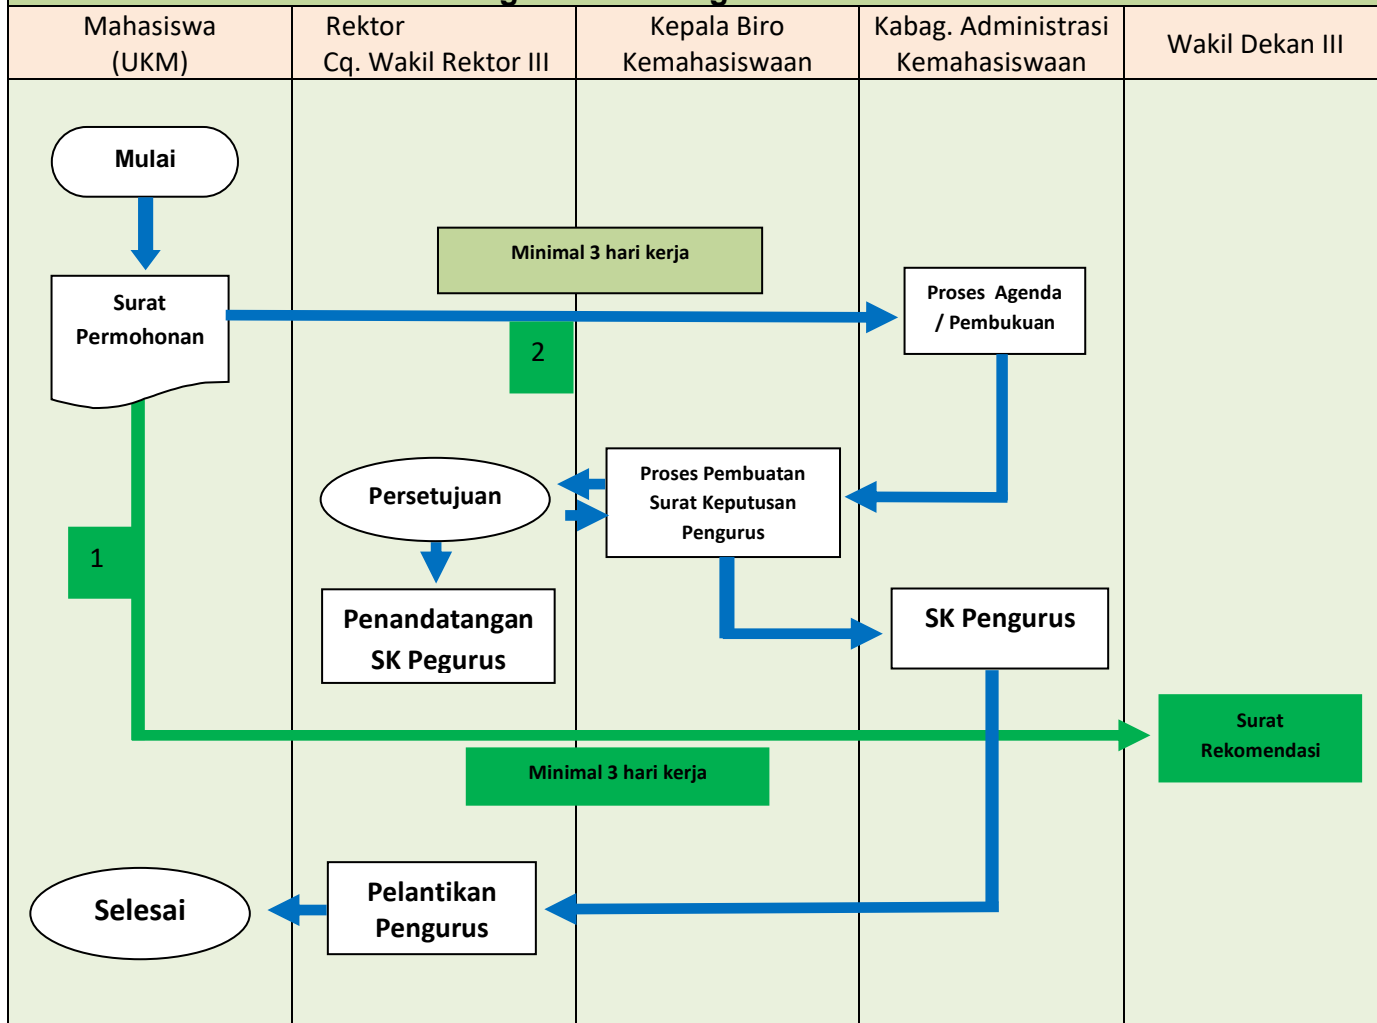 Mahasiswa
(UKM)
Rektor
Cq. Wakil Rektor III
Kepala Biro
Kemahasiswaan
Kabag. Administrasi
Kemahasiswaan
Wakil Dekan III
Mulai
Minimal 3 hari kerja
Surat
Permohonan
Proses Agenda
/ Pembukuan
2
Persetujuan
Proses Pembuatan
Surat Keputusan
Pengurus
1
Penandatangan
SK Pegurus
SK Pengurus
Surat
Rekomendasi
Minimal 3 hari kerja
Selesai
Pelantikan
Pengurus